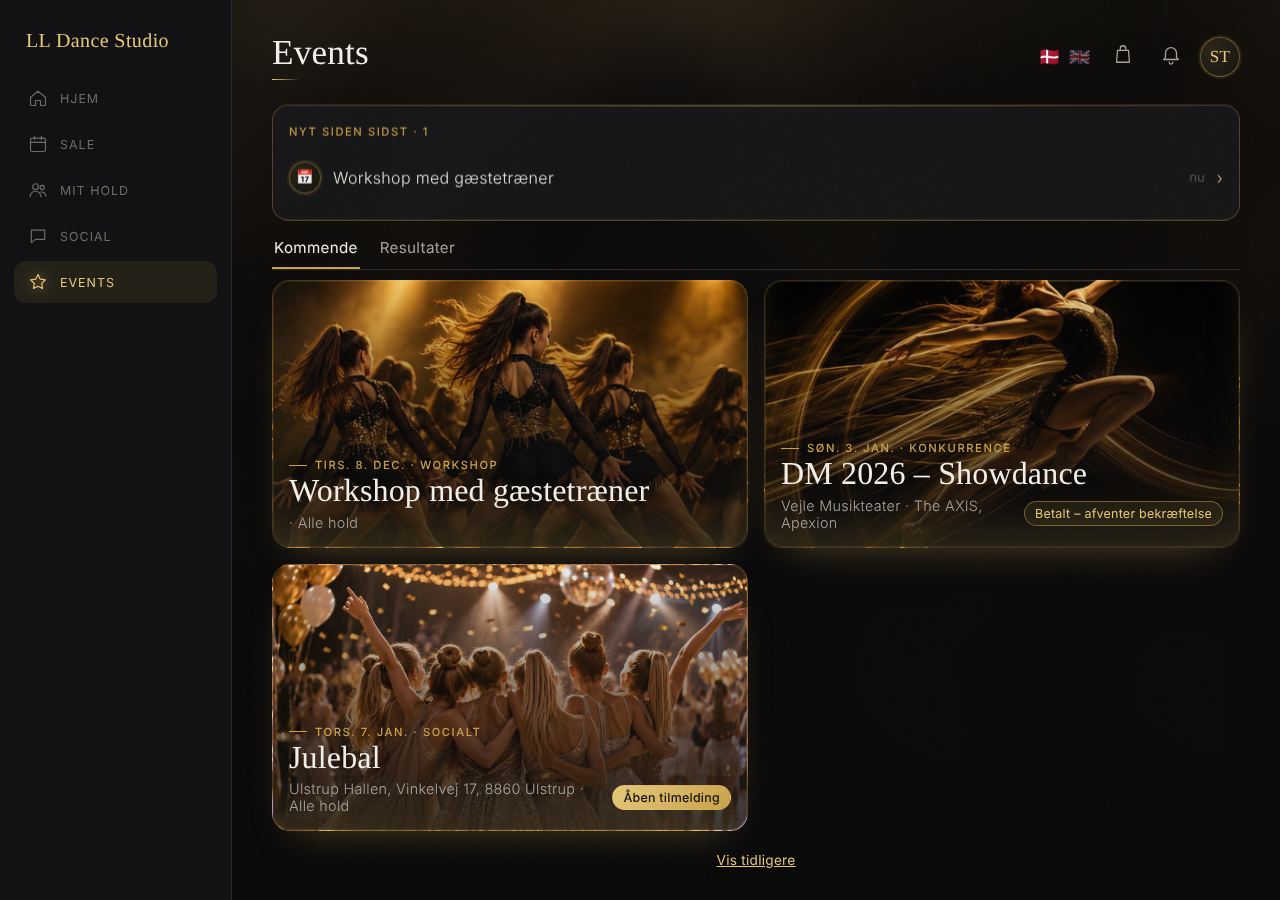 LL Dance Studio
HJEM
SALE
MIT HOLD
SOCIAL
EVENTS
Events
ST
NYT SIDEN SIDST · 1
Workshop med gæstetræner
nu ›
Kommende Resultater
TIRS. 8. DEC. · WORKSHOP
Workshop med gæstetræner
· Alle hold
SØN. 3. JAN. · KONKURRENCE
DM 2026 – Showdance
Vejle Musikteater · The AXIS,
Apexion
Betalt – afventer bekræftelse
TORS. 7. JAN. · SOCIALT
Julebal
Ulstrup Hallen, Vinkelvej 17, 8860 Ulstrup ·
Alle hold
Åben tilmelding
Vis tidligere